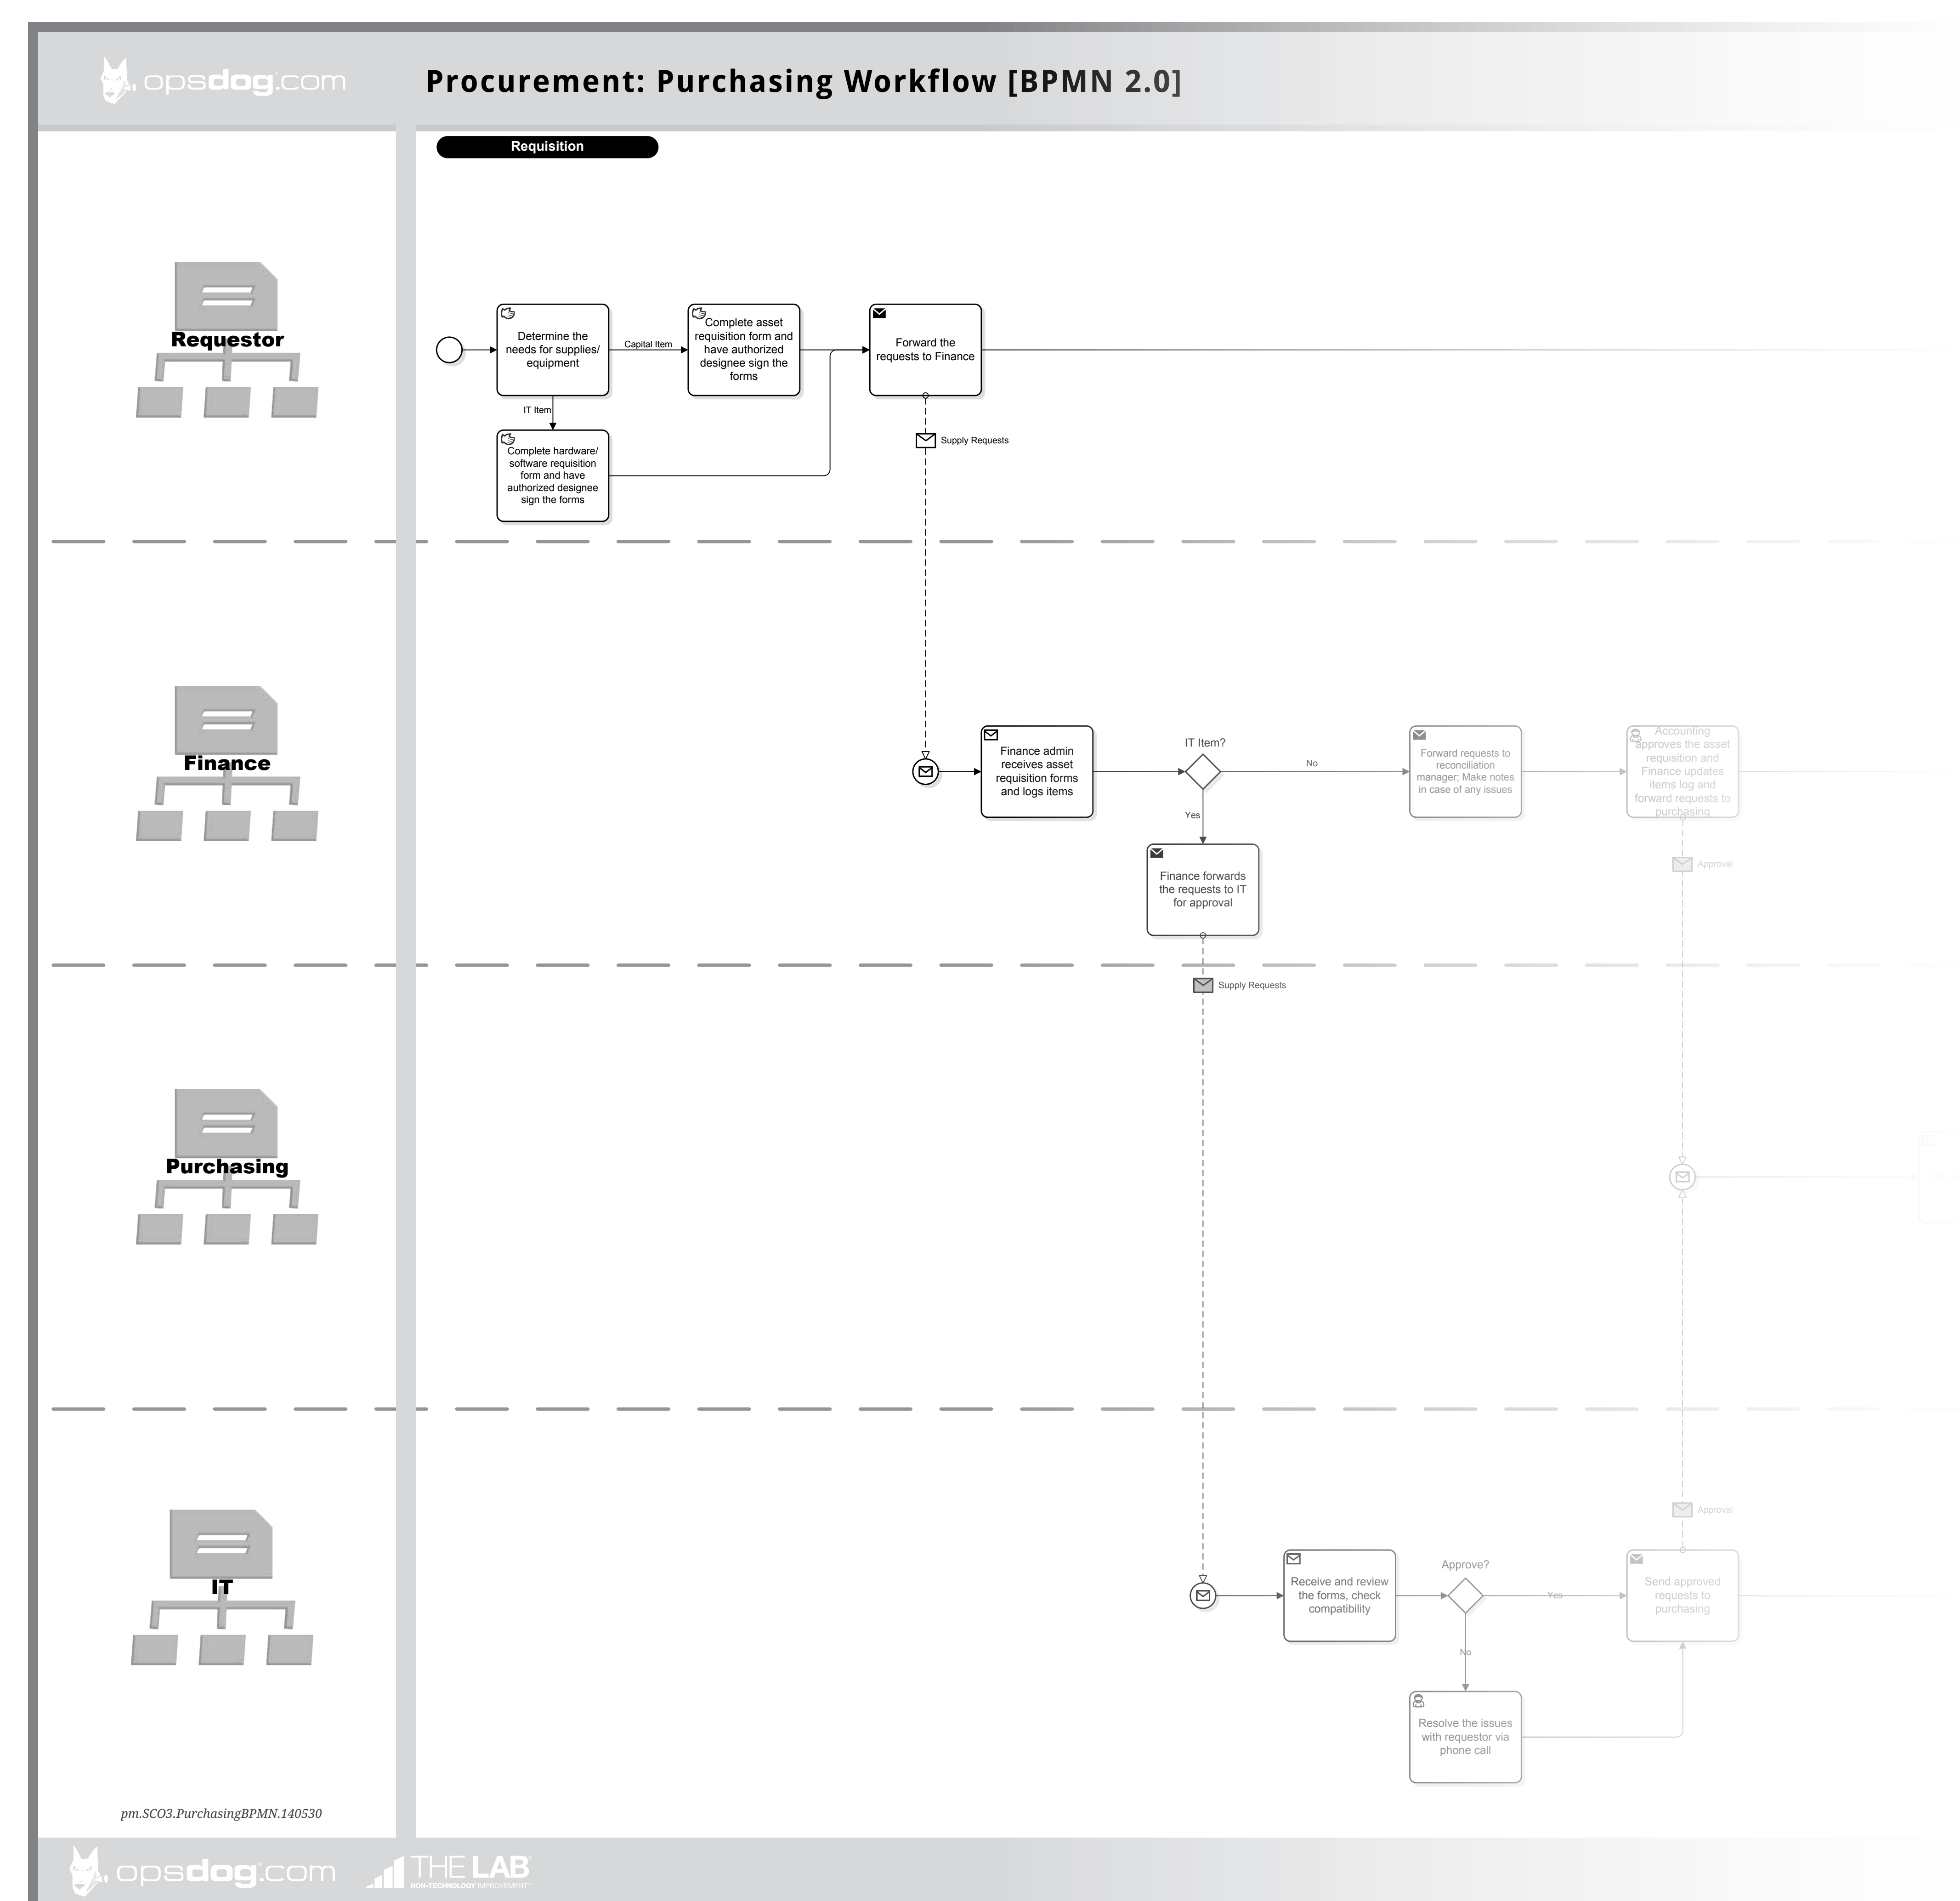 opsdog.com
Procurement: Purchasing Workflow [BPMN 2.0]
Requisition
Requestor
Determine the
needs for supplies/
equipment
Capital Item
Complete asset
requisition form and
have authorized
designee sign the
forms
Forward the
requests to Finance
IT Item
Complete hardware/
software requisition
form and have
authorized designee
sign the forms
Supply Requests
Finance
Finance admin
receives asset
requisition forms
and logs items
IT Item?
No
Forward requests to
reconciliation
manager; Make notes
in case of any issues
Accounting
approves the asset
requisition and
Finance updates
items log and
forward requests to
purchasing
Yes
Finance forwards
the requests to IT
for approval
Approval
Supply Requests
Purchasing
Approval
IT
Receive and review
the forms, check
compatibility
Approve?
Yes
Send approved
requests to
purchasing
No
Resolve the issues
with requestor via
phone call
pm.SCO3.PurchasingBPMN.140530
opsdog.com
THE LAB
NON-TECHNOLOGY IMPROVEMENT